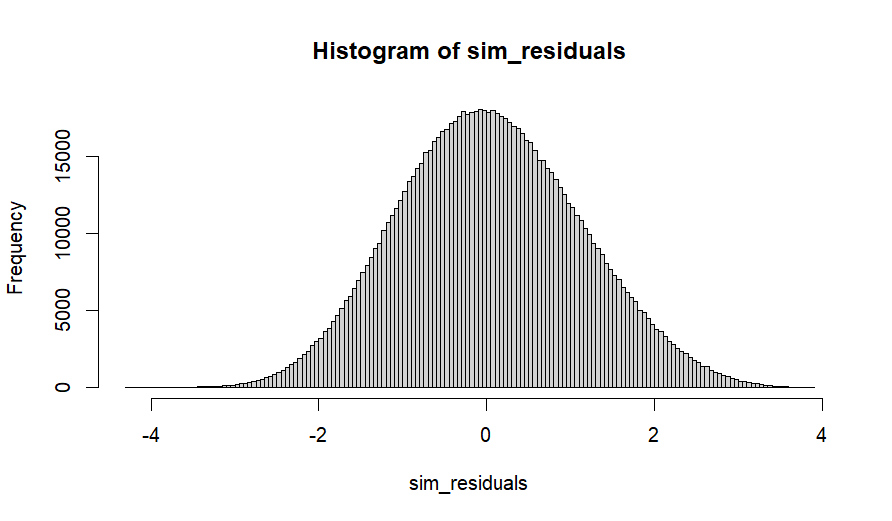 Histogram of sim_residuals
Frequency
15000
10000
5000
0
-4 -2 0 2 4
sim_residuals